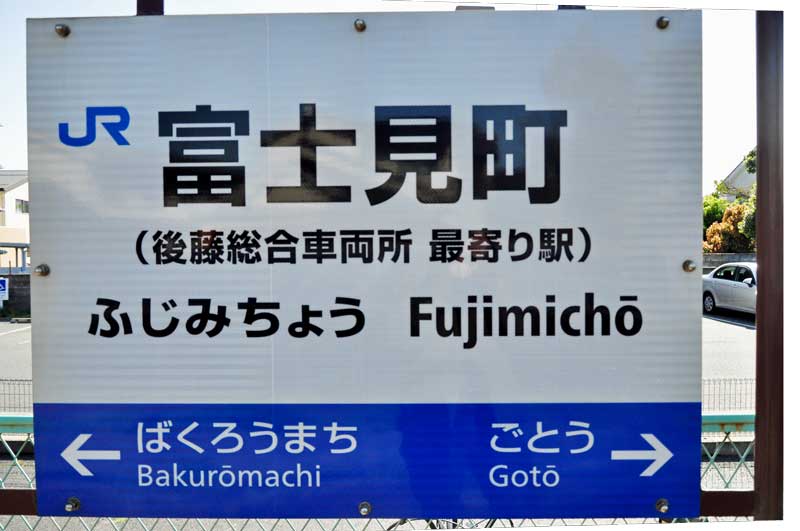 JR 富士見町
(後藤総合車両所 最寄り駅)
ふじみちょう Fujimichō
← ばくろうまち ごとう →
Bakurōmachi Gotō